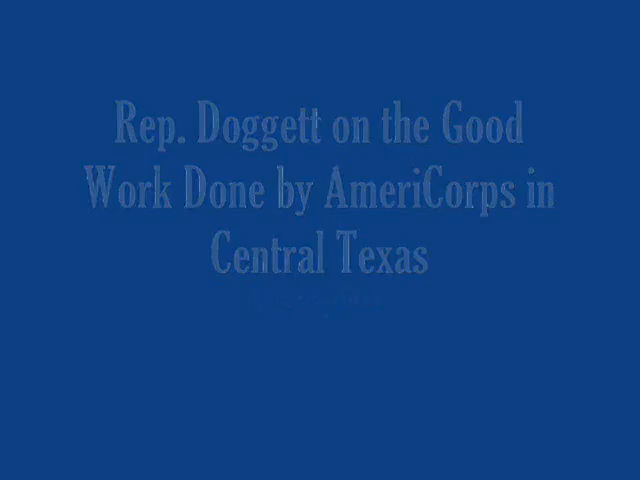 Rep. Doggett on the Good
Work Done by AmeriCorps in
Central Texas